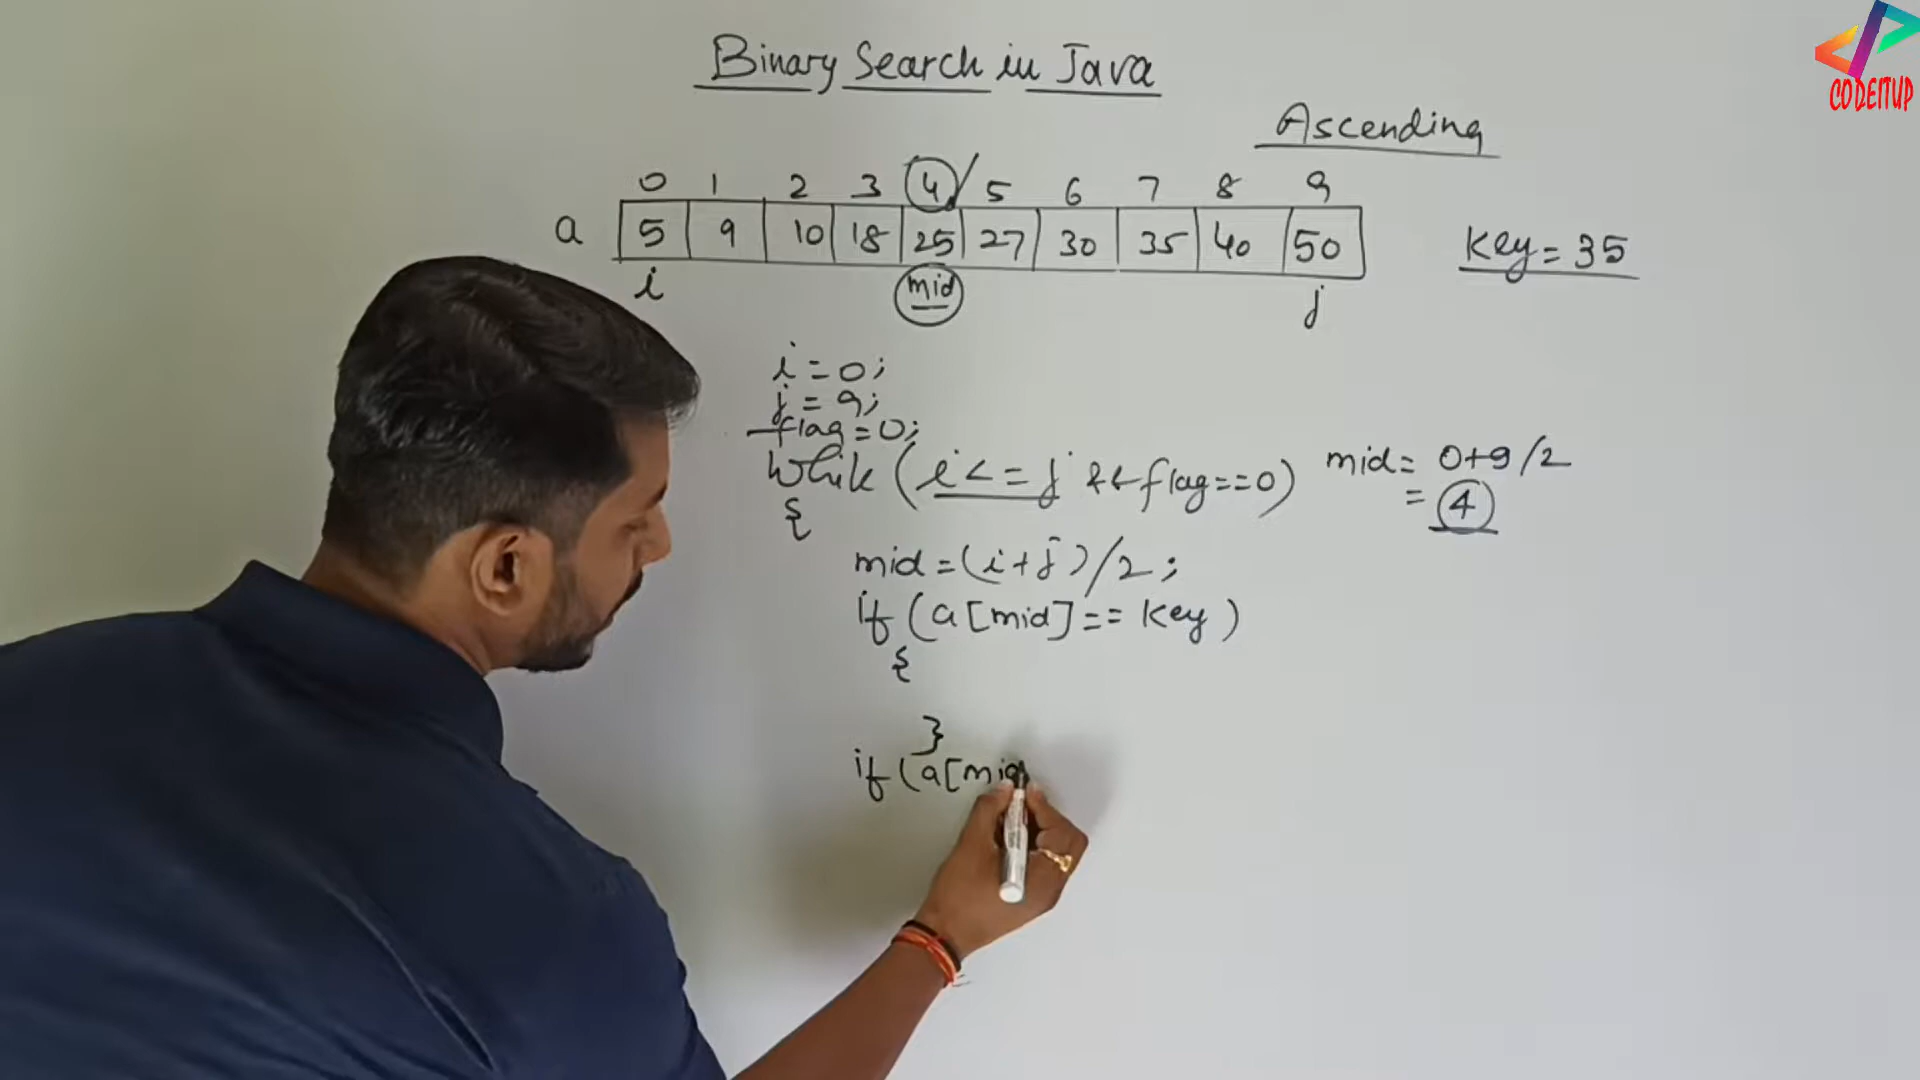 Binary Search in Java
CODEITUP
Ascending
0 1 2 3 4 5 6 7 8 9
a 5 9 10 18 25 27 30 35 40 50
Key = 35
i mid j
i = 0;
j = 9;
flag = 0;
While (i <= j && flag == 0)
mid = 0+9/2
= 4
{
mid = (i+j)/2;
if (a[mid] == Key)
{
}
if (a[mid